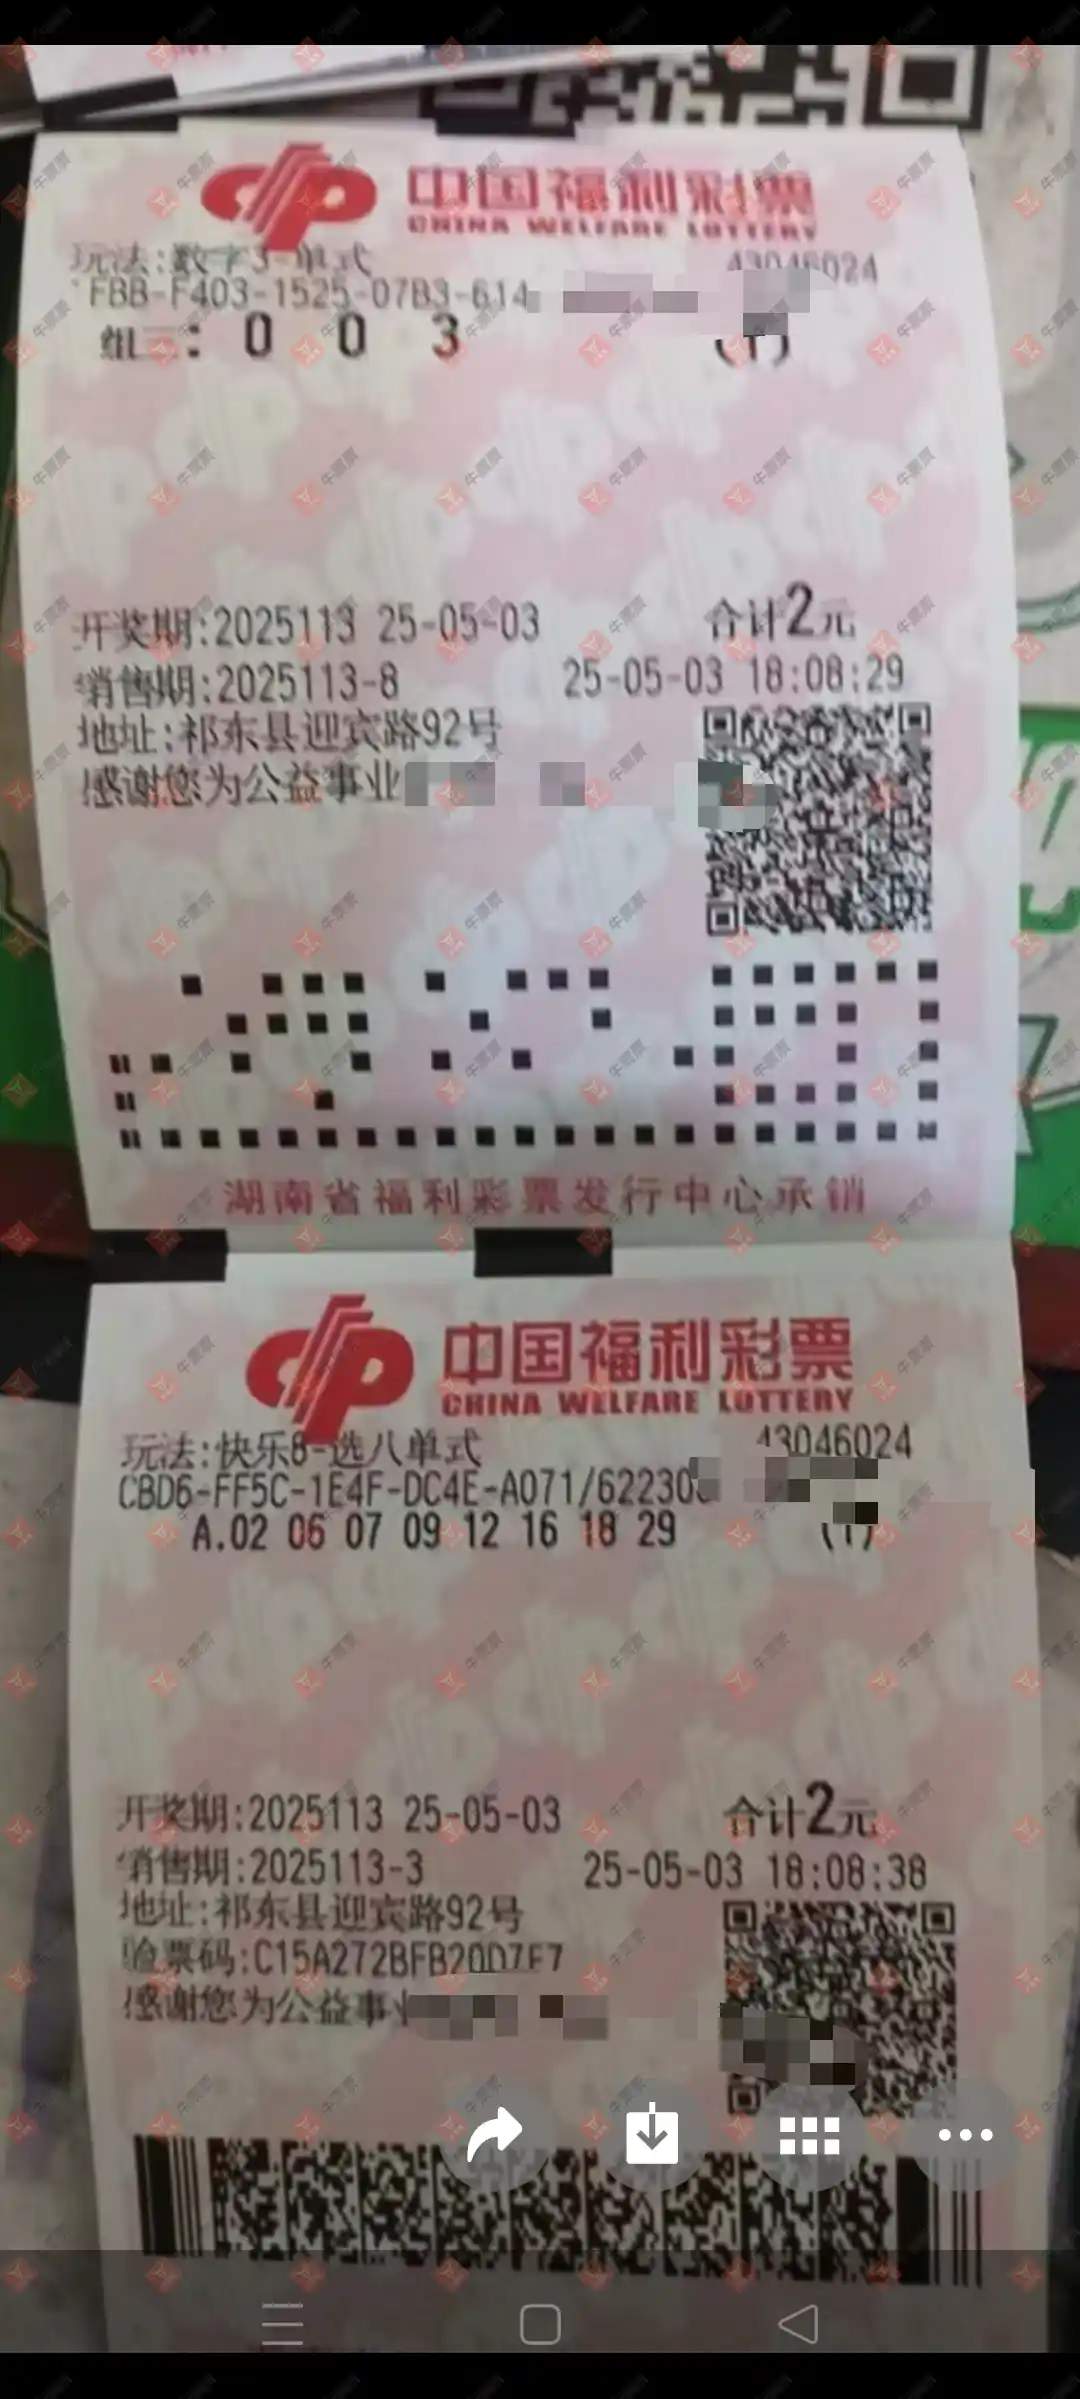 中国福利彩票
CHINA WELFARE LOTTERY
玩法:数字3-单式 43046024
FBB-F403-1525-07B3-614
组三: 0 0 3 (1)
开奖期:2025113 25-05-03 合计2元
销售期:2025113-8 25-05-03 18:08:29
地址:祁东县迎宾路92号
感谢您为公益事业
湖南省福利彩票发行中心承销
中国福利彩票
CHINA WELFARE LOTTERY
玩法:快乐8-选八单式 43046024
CBD6-FF5C-1E4F-DC4E-A071/62230
A.02 06 07 09 12 16 18 29 (1)
开奖期:2025113 25-05-03 合计2元
销售期:2025113-3 25-05-03 18:08:38
地址:祁东县迎宾路92号
验票码:C15A272BFB20D7F7
感谢您为公益事业